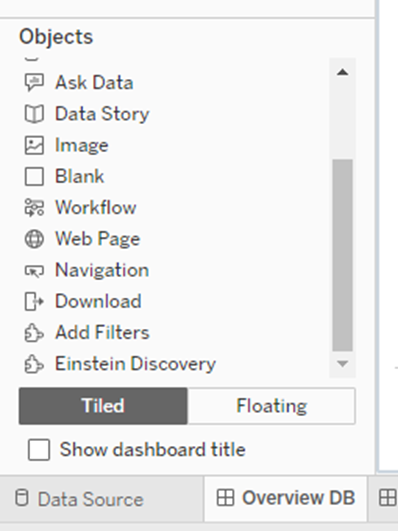 Objects
Ask Data
Data Story
Image
Blank
Workflow
Web Page
Navigation
Download
Add Filters
Einstein Discovery
Tiled Floating
Show dashboard title
Data Source Overview DB